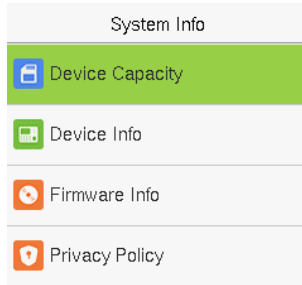 System Info
Device Capacity
Device Info
Firmware Info
Privacy Policy